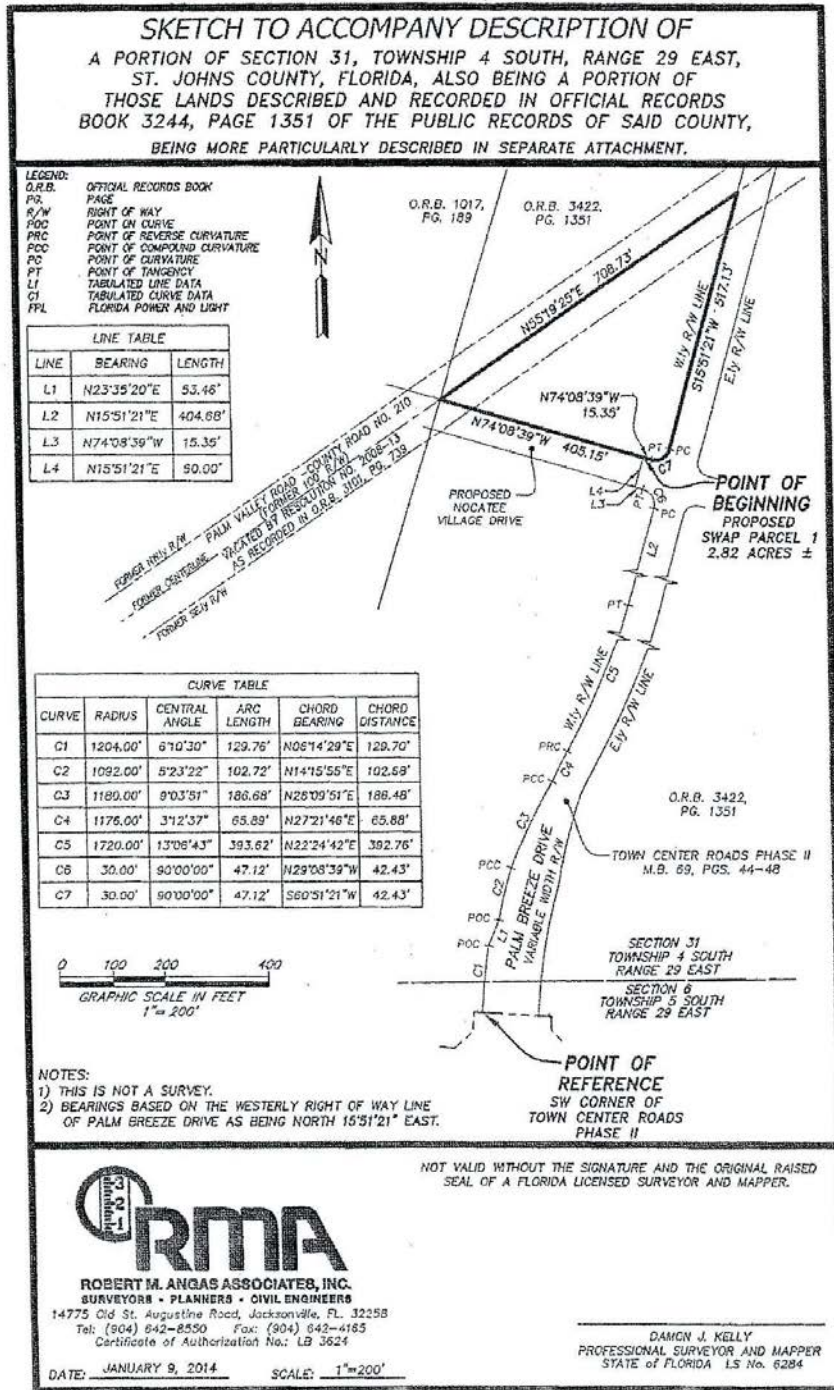 SKETCH TO ACCOMPANY DESCRIPTION OF
A PORTION OF SECTION 31, TOWNSHIP 4 SOUTH, RANGE 29 EAST,
ST. JOHNS COUNTY, FLORIDA, ALSO BEING A PORTION OF
THOSE LANDS DESCRIBED AND RECORDED IN OFFICIAL RECORDS
BOOK 3244, PAGE 1351 OF THE PUBLIC RECORDS OF SAID COUNTY,
BEING MORE PARTICULARLY DESCRIBED IN SEPARATE ATTACHMENT.
LEGEND:
O.R.B. OFFICIAL RECORDS BOOK
PG. PAGE
R/W RIGHT OF WAY
POC POINT ON CURVE
PRC POINT OF REVERSE CURVATURE
PCC POINT OF COMPOUND CURVATURE
PC POINT OF CURVATURE
PT POINT OF TANGENCY
L1 TABULATED LINE DATA
C1 TABULATED CURVE DATA
FPL FLORIDA POWER AND LIGHT
N
O.R.B. 1017,
PG. 189
O.R.B. 3422,
PG. 1351
LINE TABLE
LINE BEARING LENGTH
L1 N23°35'20"E 53.46'
L2 N15°51'21"E 404.68'
L3 N74°08'39"W 15.35'
L4 N15°51'21"E 90.00'
N55°19'25"E 708.73'
W.ly R/W LINE
S15°51'21"W 517.13'
E.ly R/W LINE
N74°08'39"W
15.35'
N74°08'39"W 405.15'
PT
PC
C7
L4
L3
PT
C6
PC
L2
PT
POINT OF
BEGINNING
PROPOSED
SWAP PARCEL 1
2.82 ACRES ±
PROPOSED
NOCATEE
VILLAGE DRIVE
FORMER NW.ly R/W
PALM VALLEY ROAD - COUNTY ROAD NO. 210
(FORMER 100' R/W)
FORMER CENTERLINE
VACATED BY RESOLUTION NO. 2008-13
AS RECORDED IN O.R.B. 3101, PG. 739
FORMER SE.ly R/W
CURVE TABLE
CURVE RADIUS CENTRAL ANGLE ARC LENGTH CHORD BEARING CHORD DISTANCE
C1 1204.00' 6°10'30" 129.76' N06°14'29"E 129.70'
C2 1092.00' 5°23'22" 102.72' N14°15'55"E 102.68'
C3 1180.00' 9°03'51" 186.68' N26°09'51"E 186.48'
C4 1176.00' 3°12'37" 65.89' N27°21'46"E 65.88'
C5 1720.00' 13°06'43" 393.62' N22°24'42"E 392.76'
C6 30.00' 90°00'00" 47.12' N29°08'39"W 42.43'
C7 30.00' 90°00'00" 47.12' S60°51'21"W 42.43'
W.ly R/W LINE
C5
E.ly R/W LINE
PRC
C4
PCC
C3
PCC
C2
POC
L1
POC
C1
PALM BREEZE DRIVE
VARIABLE WIDTH R/W
O.R.B. 3422,
PG. 1351
TOWN CENTER ROADS PHASE II
M.B. 69, PGS. 44-48
SECTION 31
TOWNSHIP 4 SOUTH
RANGE 29 EAST
SECTION 6
TOWNSHIP 5 SOUTH
RANGE 29 EAST
0 100 200 400
GRAPHIC SCALE IN FEET
1"= 200'
POINT OF
REFERENCE
SW CORNER OF
TOWN CENTER ROADS
PHASE II
NOTES:
1) THIS IS NOT A SURVEY.
2) BEARINGS BASED ON THE WESTERLY RIGHT OF WAY LINE
OF PALM BREEZE DRIVE AS BEING NORTH 15°51'21" EAST.
NOT VALID WITHOUT THE SIGNATURE AND THE ORIGINAL RAISED
SEAL OF A FLORIDA LICENSED SURVEYOR AND MAPPER.
3
2
1
RMA
ROBERT M. ANGAS ASSOCIATES, INC.
SURVEYORS • PLANNERS • CIVIL ENGINEERS
14775 Old St. Augustine Road, Jacksonville, FL. 32258
Tel: (904) 642-8550 Fax: (904) 642-4165
Certificate of Authorization No.: LB 3624
DATE: JANUARY 9, 2014 SCALE: 1"=200'
DAMON J. KELLY
PROFESSIONAL SURVEYOR AND MAPPER
STATE of FLORIDA LS No. 6284